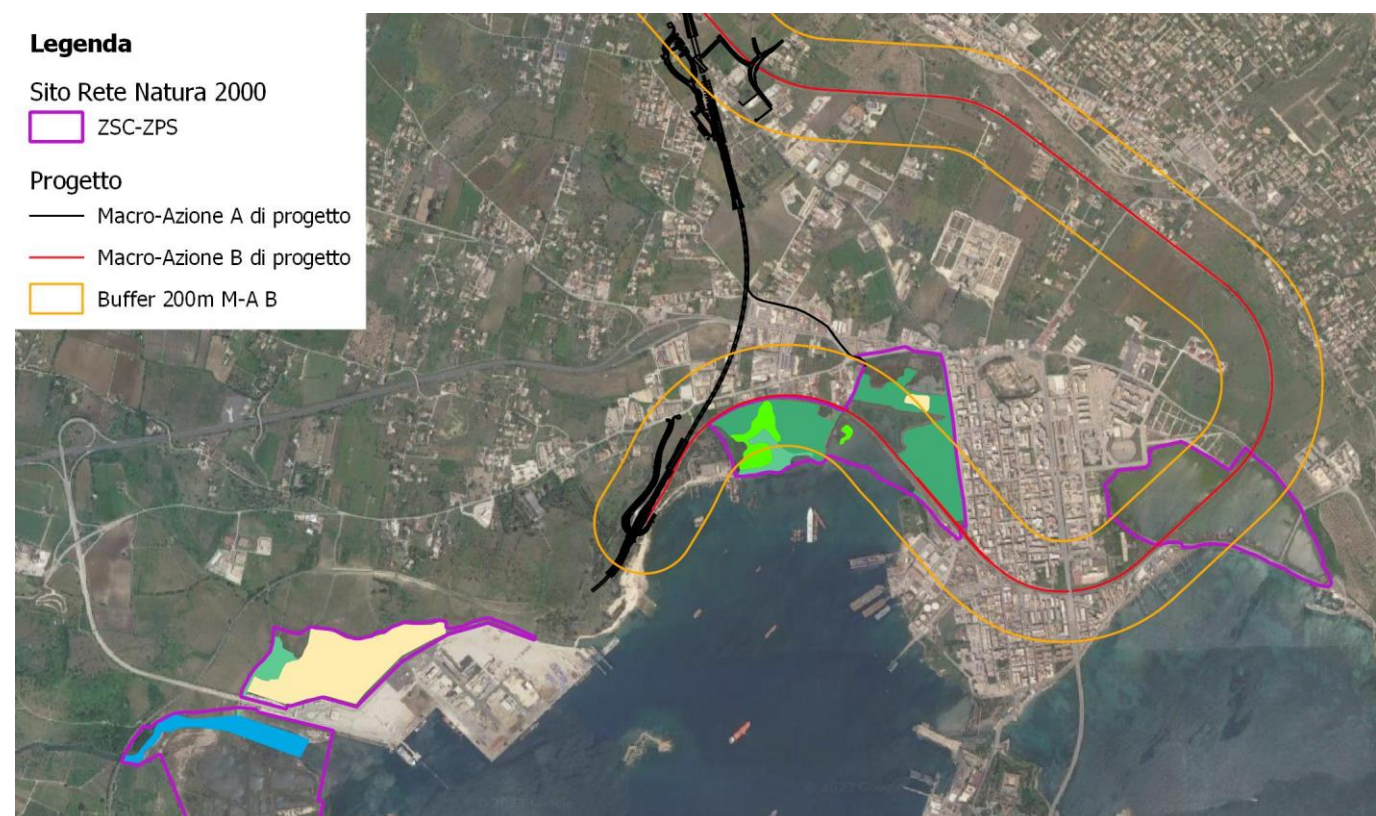 Legenda
Sito Rete Natura 2000
ZSC-ZPS
Progetto
Macro-Azione A di progetto
Macro-Azione B di progetto
Buffer 200m M-A B